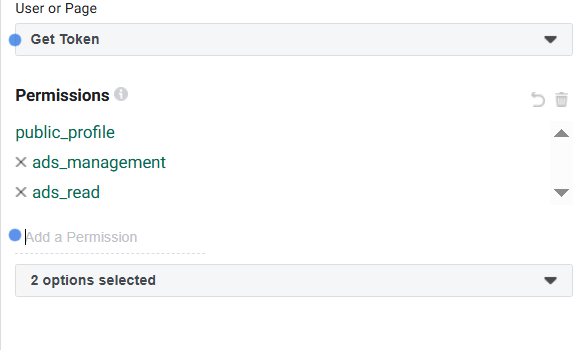 User or Page
Get Token
Permissions
public_profile
ads_management
ads_read
Add a Permission
2 options selected